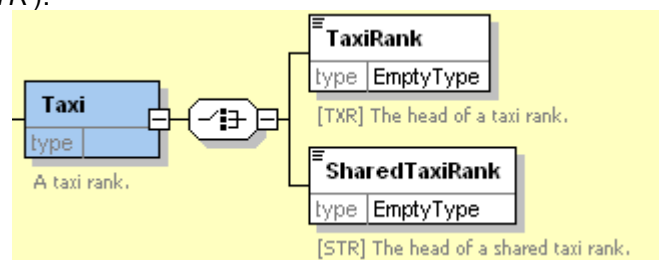 TaxiRank
type EmptyType
[TXR] The head of a taxi rank.
Taxi
type
A taxi rank.
SharedTaxiRank
type EmptyType
[STR] The head of a shared taxi rank.